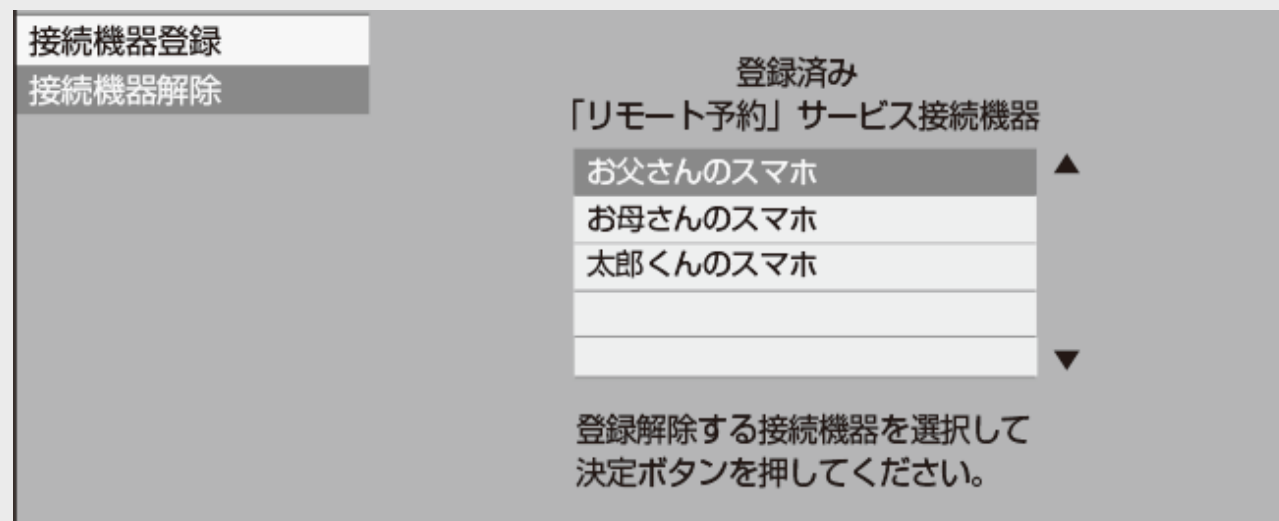 接続機器登録
接続機器解除
登録済み
「リモート予約」サービス接続機器
お父さんのスマホ
お母さんのスマホ
太郎くんのスマホ
登録解除する接続機器を選択して
決定ボタンを押してください。